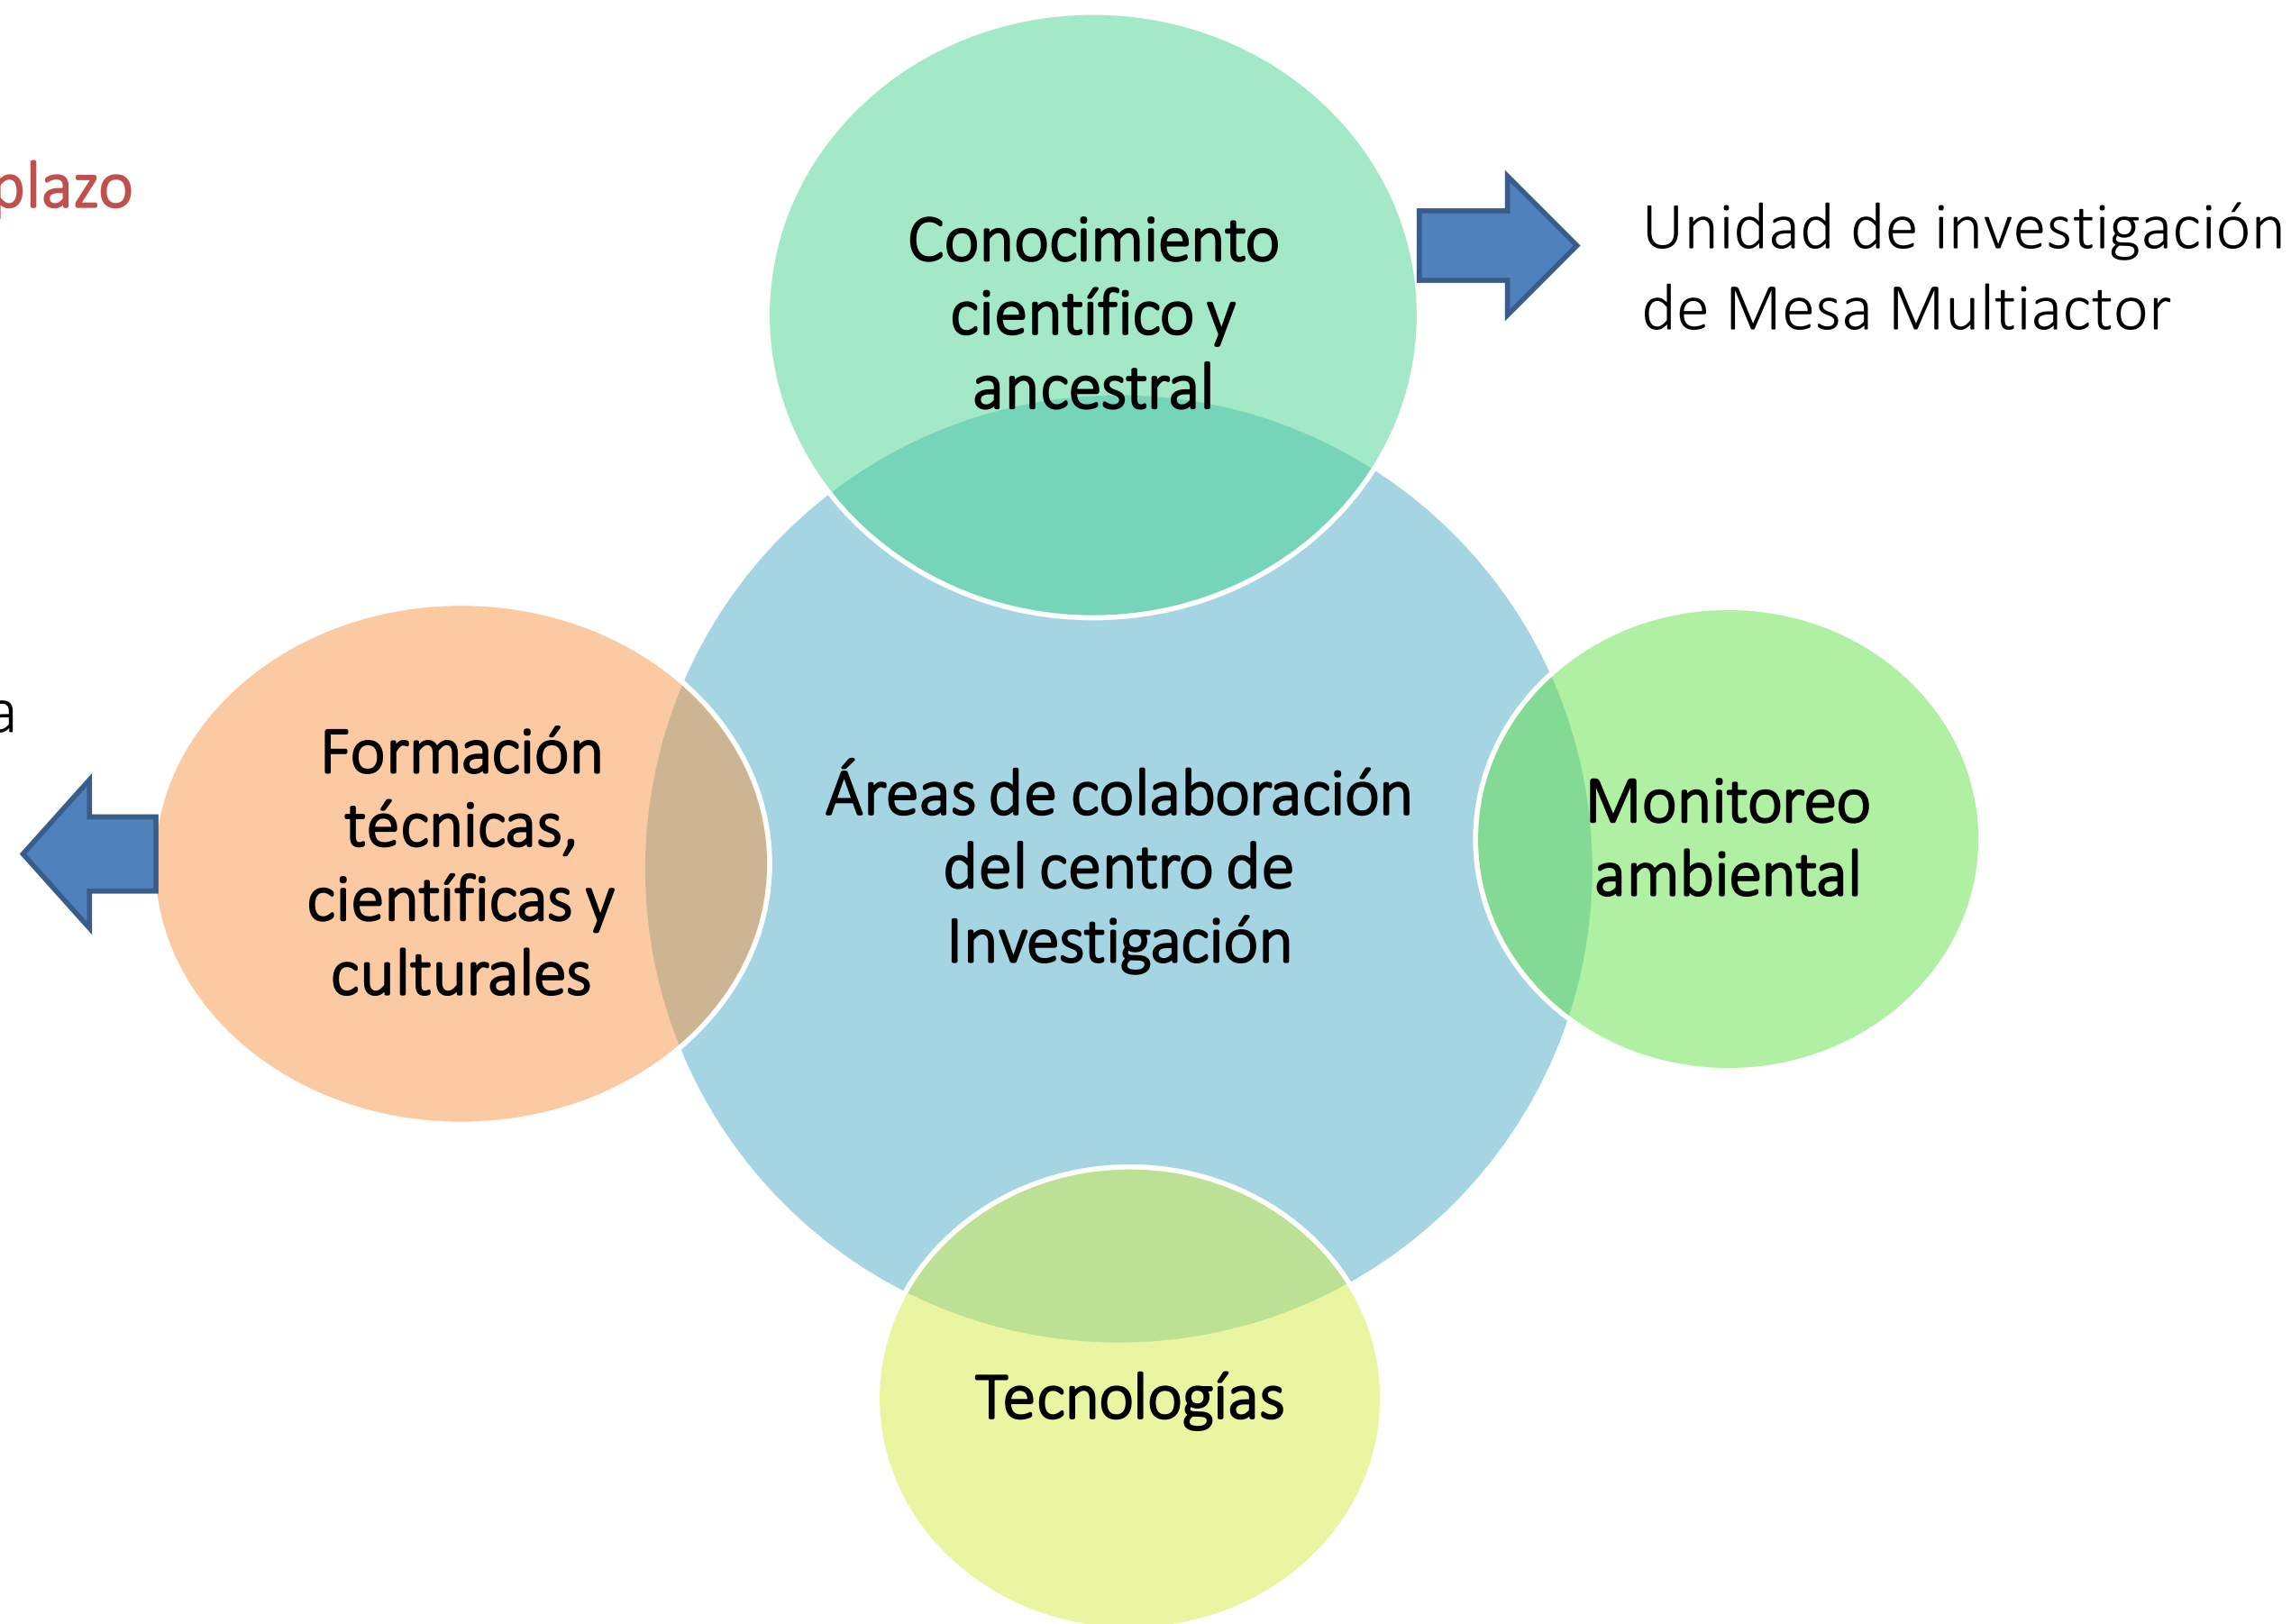 plazo
Conocimiento
científico y
ancestral
Unidad de investigación
de Mesa Multiactor
a
Formación
técnicas,
científicas y
culturales
Áreas de colaboración
del centro de
Investigación
Monitoreo
ambiental
Tecnologías